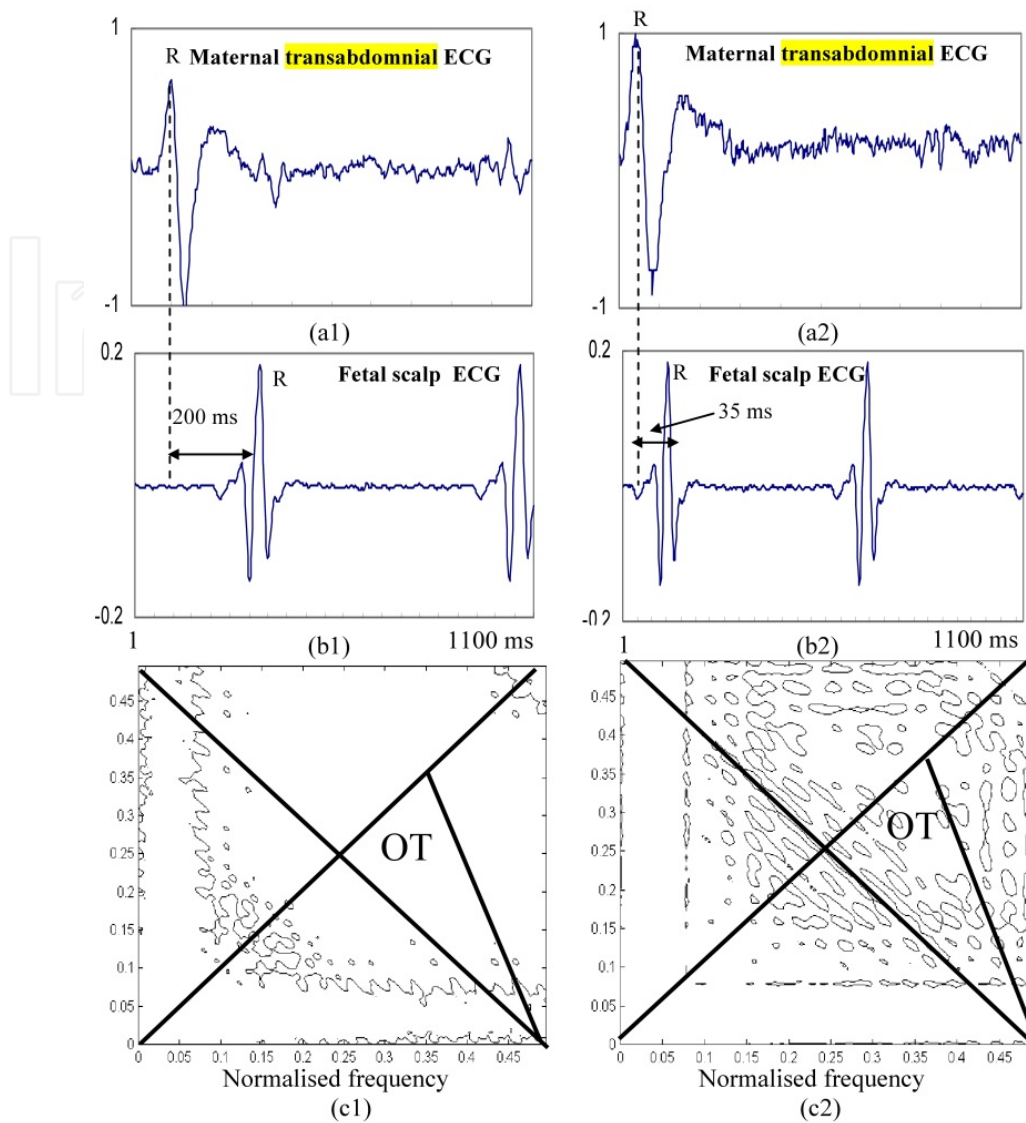 1
R
Maternal transabdomnial ECG
-1
(a1)
R
1
Maternal transabdomnial ECG
-1
(a2)
0.2
Fetal scalp ECG
R
200 ms
-0.2
1
(b1)
1100 ms
0.2
R
Fetal scalp ECG
35 ms
-0.2
1
(b2)
1100 ms
0.45
0.4
0.35
0.3
0.25
0.2
0.15
0.1
0.05
0
OT
0 0.05 0.1 0.15 0.2 0.25 0.3 0.35 0.4 0.45
Normalised frequency
(c1)
0.45
0.4
0.35
0.3
0.25
0.2
0.15
0.1
0.05
0
OT
0 0.05 0.1 0.15 0.2 0.25 0.3 0.35 0.4 0.45
Normalised frequency
(c2)